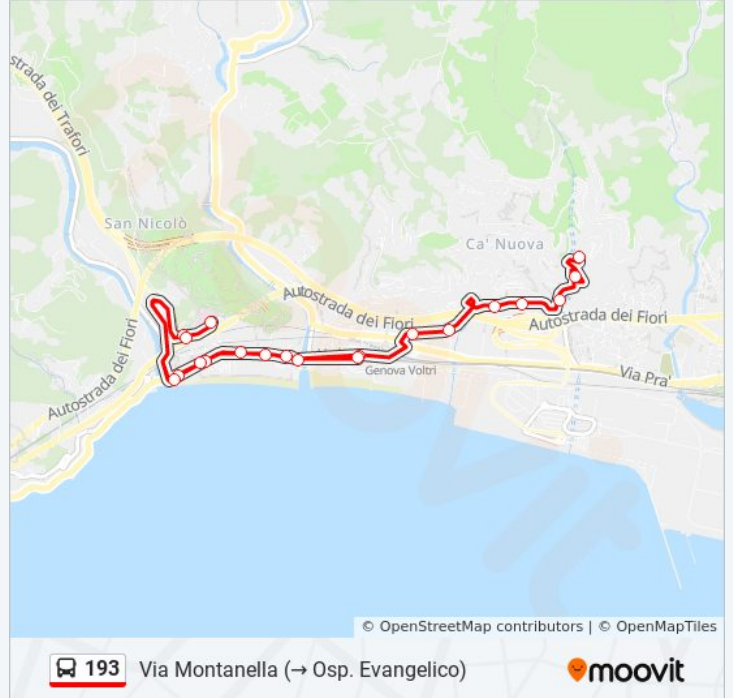 strada dei Trafori
San Nicolò
Ca' Nuova
Autostrada dei Fiori
Autostrada dei Fiori
Autostrada dei Fiori
Genova Voltri
Via Pra'
© OpenStreetMap contributors | © OpenMapTiles
193 Via Montanella (→ Osp. Evangelico)
moovit